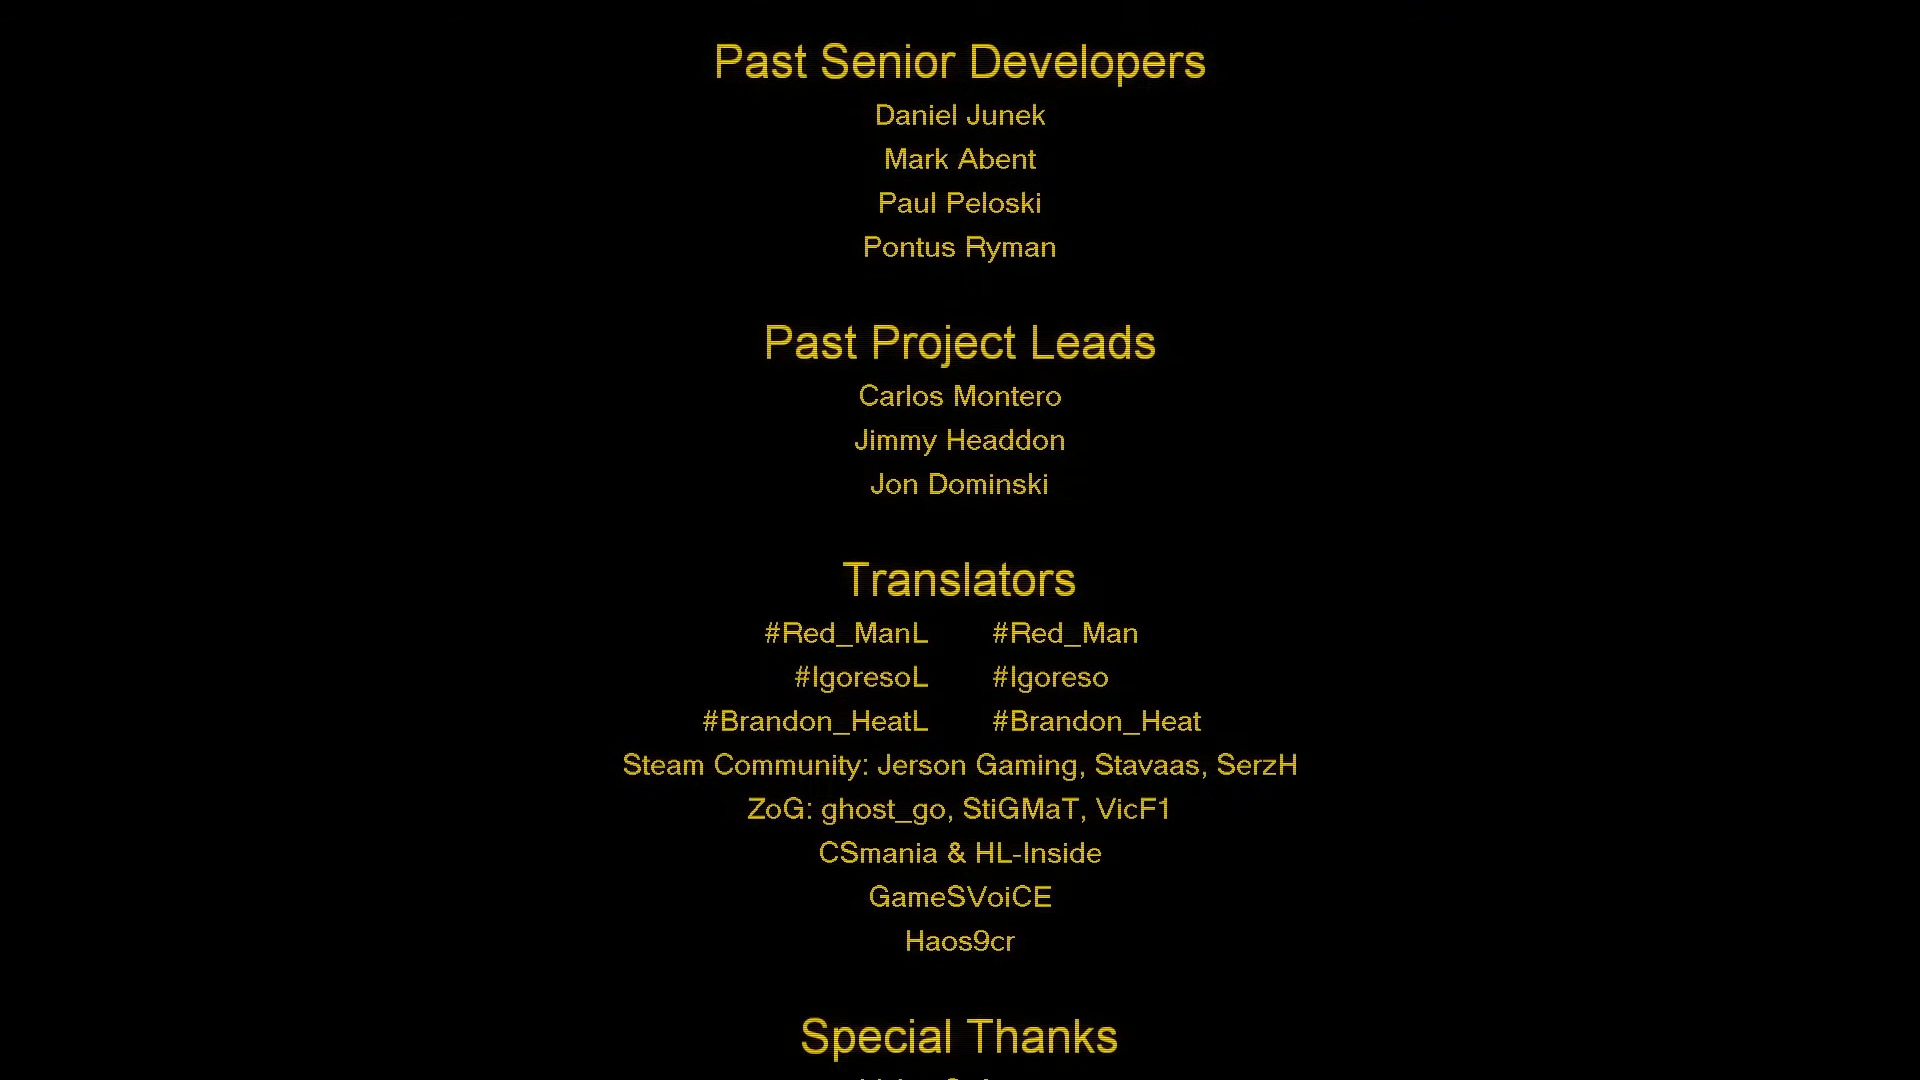 Past Senior Developers
Daniel Junek
Mark Abent
Paul Peloski
Pontus Ryman
Past Project Leads
Carlos Montero
Jimmy Headdon
Jon Dominski
Translators
#Red_ManL #Red_Man
#IgoresoL #Igoreso
#Brandon_HeatL #Brandon_Heat
Steam Community: Jerson Gaming, Stavaas, SerzH
ZoG: ghost_go, StiGMaT, VicF1
CSmania & HL-Inside
GameSVoiCE
Haos9cr
Special Thanks